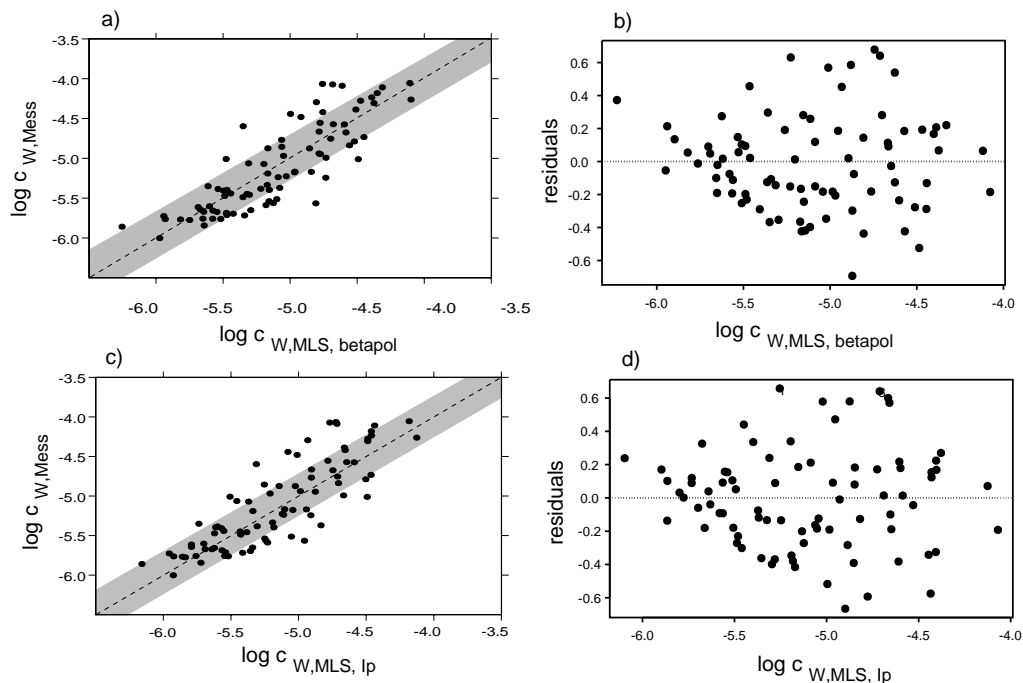 a)
-3.5
-4.0
-4.5
-5.0
-5.5
-6.0
log c W,Mess
-6.0 -5.5 -5.0 -4.5 -4.0 -3.5
log c W,MLS, betapol
b)
0.6
0.4
0.2
0.0
-0.2
-0.4
-0.6
residuals
-6.0 -5.5 -5.0 -4.5 -4.0
log c W,MLS, betapol
c)
-3.5
-4.0
-4.5
-5.0
-5.5
-6.0
log c W,Mess
-6.0 -5.5 -5.0 -4.5 -4.0 -3.5
log c W,MLS, lp
d)
0.6
0.4
0.2
0.0
-0.2
-0.4
-0.6
residuals
-6.0 -5.5 -5.0 -4.5 -4.0
log c W,MLS, lp